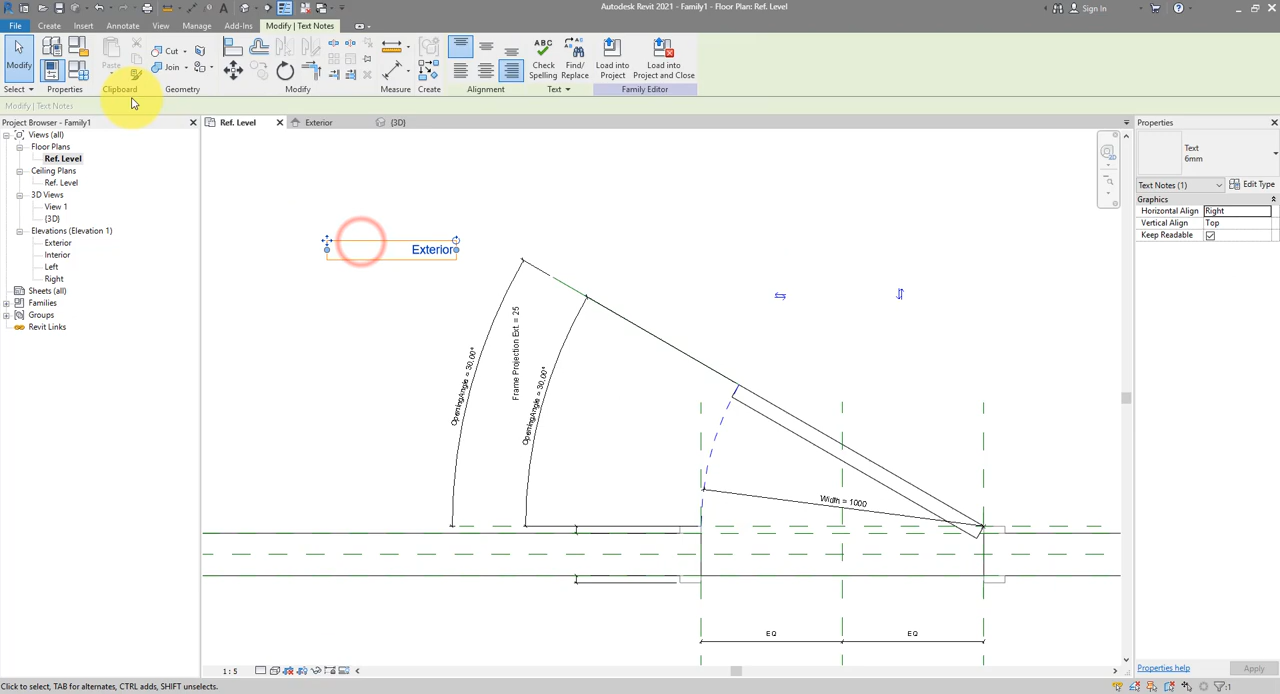 Autodesk Revit 2021 - Family1 - Floor Plan: Ref. Level
Sign In
File Create Insert Annotate View Manage Add-Ins Modify | Text Notes
Modify
Paste
Cut
Join
ABC
Check Spelling
Find/ Replace
Load into Project
Load into Project and Close
Select Properties Clipboard Geometry Modify Measure Create Alignment Text Family Editor
Modify | Text Notes
Project Browser - Family1
Views (all)
Floor Plans
Ref. Level
Ceiling Plans
Ref. Level
3D Views
View 1
{3D}
Elevations (Elevation 1)
Exterior
Interior
Left
Right
Sheets (all)
Families
Groups
Revit Links
Ref. Level
Exterior
{3D}
Exterior
OpeningAngle = 30.00°
Frame Projection Ext. = 25
OpeningAngle = 30.00°
Width = 1000
EQ
EQ
Properties
Text
6mm
Text Notes (1)
Edit Type
Graphics
Horizontal Align Right
Vertical Align Top
Keep Readable
Properties help
Apply
1 : 5
Click to select, TAB for alternates, CTRL adds, SHIFT unselects.
:1